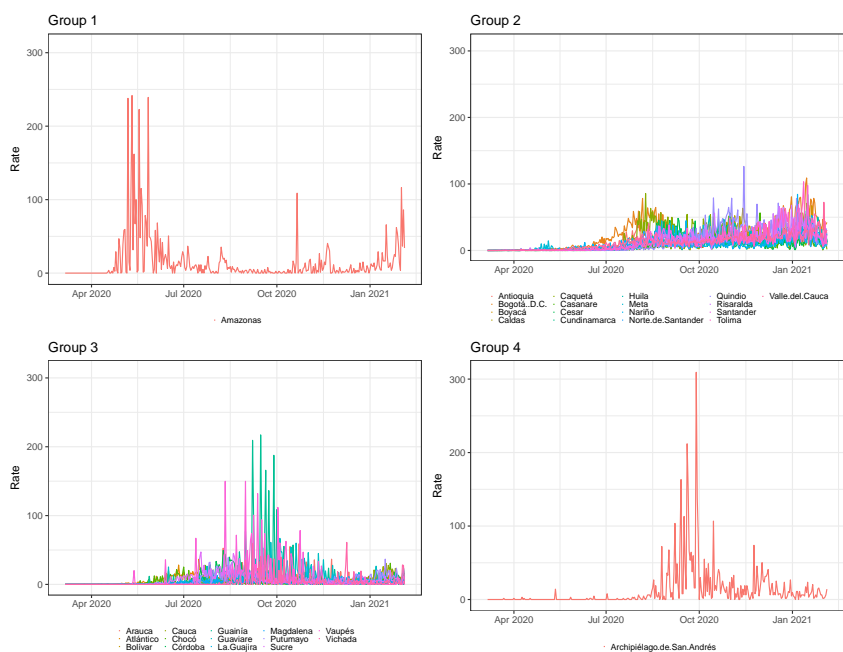 Group 1
300
200
100
0
Rate
Apr 2020 Jul 2020 Oct 2020 Jan 2021
Amazonas
Group 2
300
200
100
0
Rate
Apr 2020 Jul 2020 Oct 2020 Jan 2021
Antioquia Caquetá Huila Quindio Valle.del.Cauca
Bogotá..D.C. Casanare Meta Risaralda
Boyacá Cesar Nariño Santander
Caldas Cundinamarca Norte.de.Santander Tolima
Group 3
300
200
100
0
Rate
Apr 2020 Jul 2020 Oct 2020 Jan 2021
Arauca Cauca Guainía Magdalena Vaupés
Atlántico Chocó Guaviare Putumayo Vichada
Bolívar Córdoba La.Guajira Sucre
Group 4
300
200
100
0
Rate
Apr 2020 Jul 2020 Oct 2020 Jan 2021
Archipiélago.de.San.Andrés